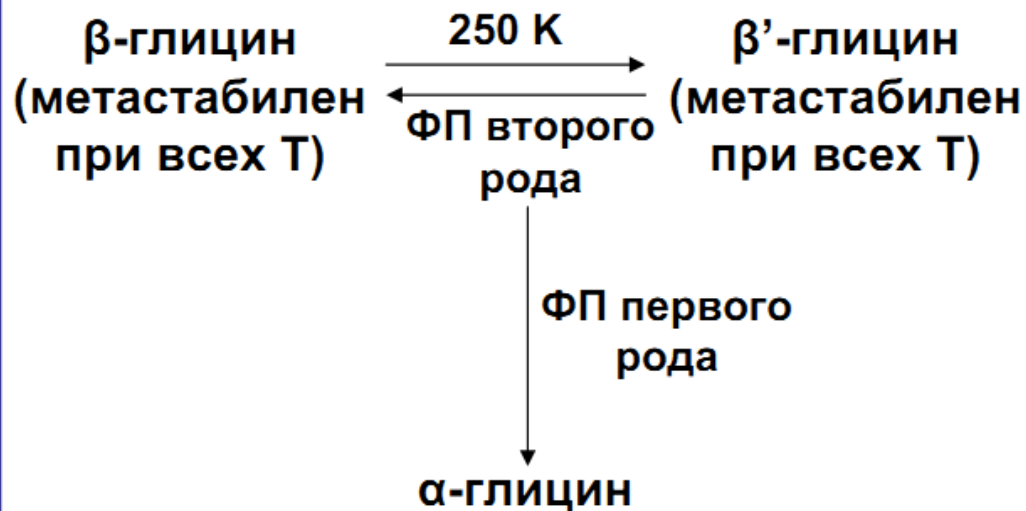 β-глицин
(метастабилен
при всех Т)
250 K
ФП второго
рода
β’-глицин
(метастабилен
при всех Т)
ФП первого
рода
α-глицин